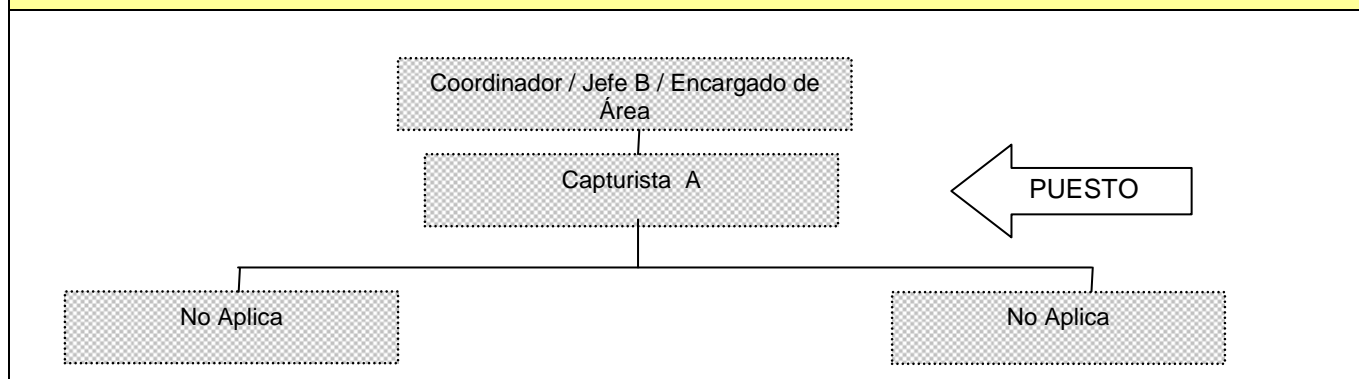 Coordinador / Jefe B / Encargado de
Área
Capturista A
PUESTO
No Aplica
No Aplica